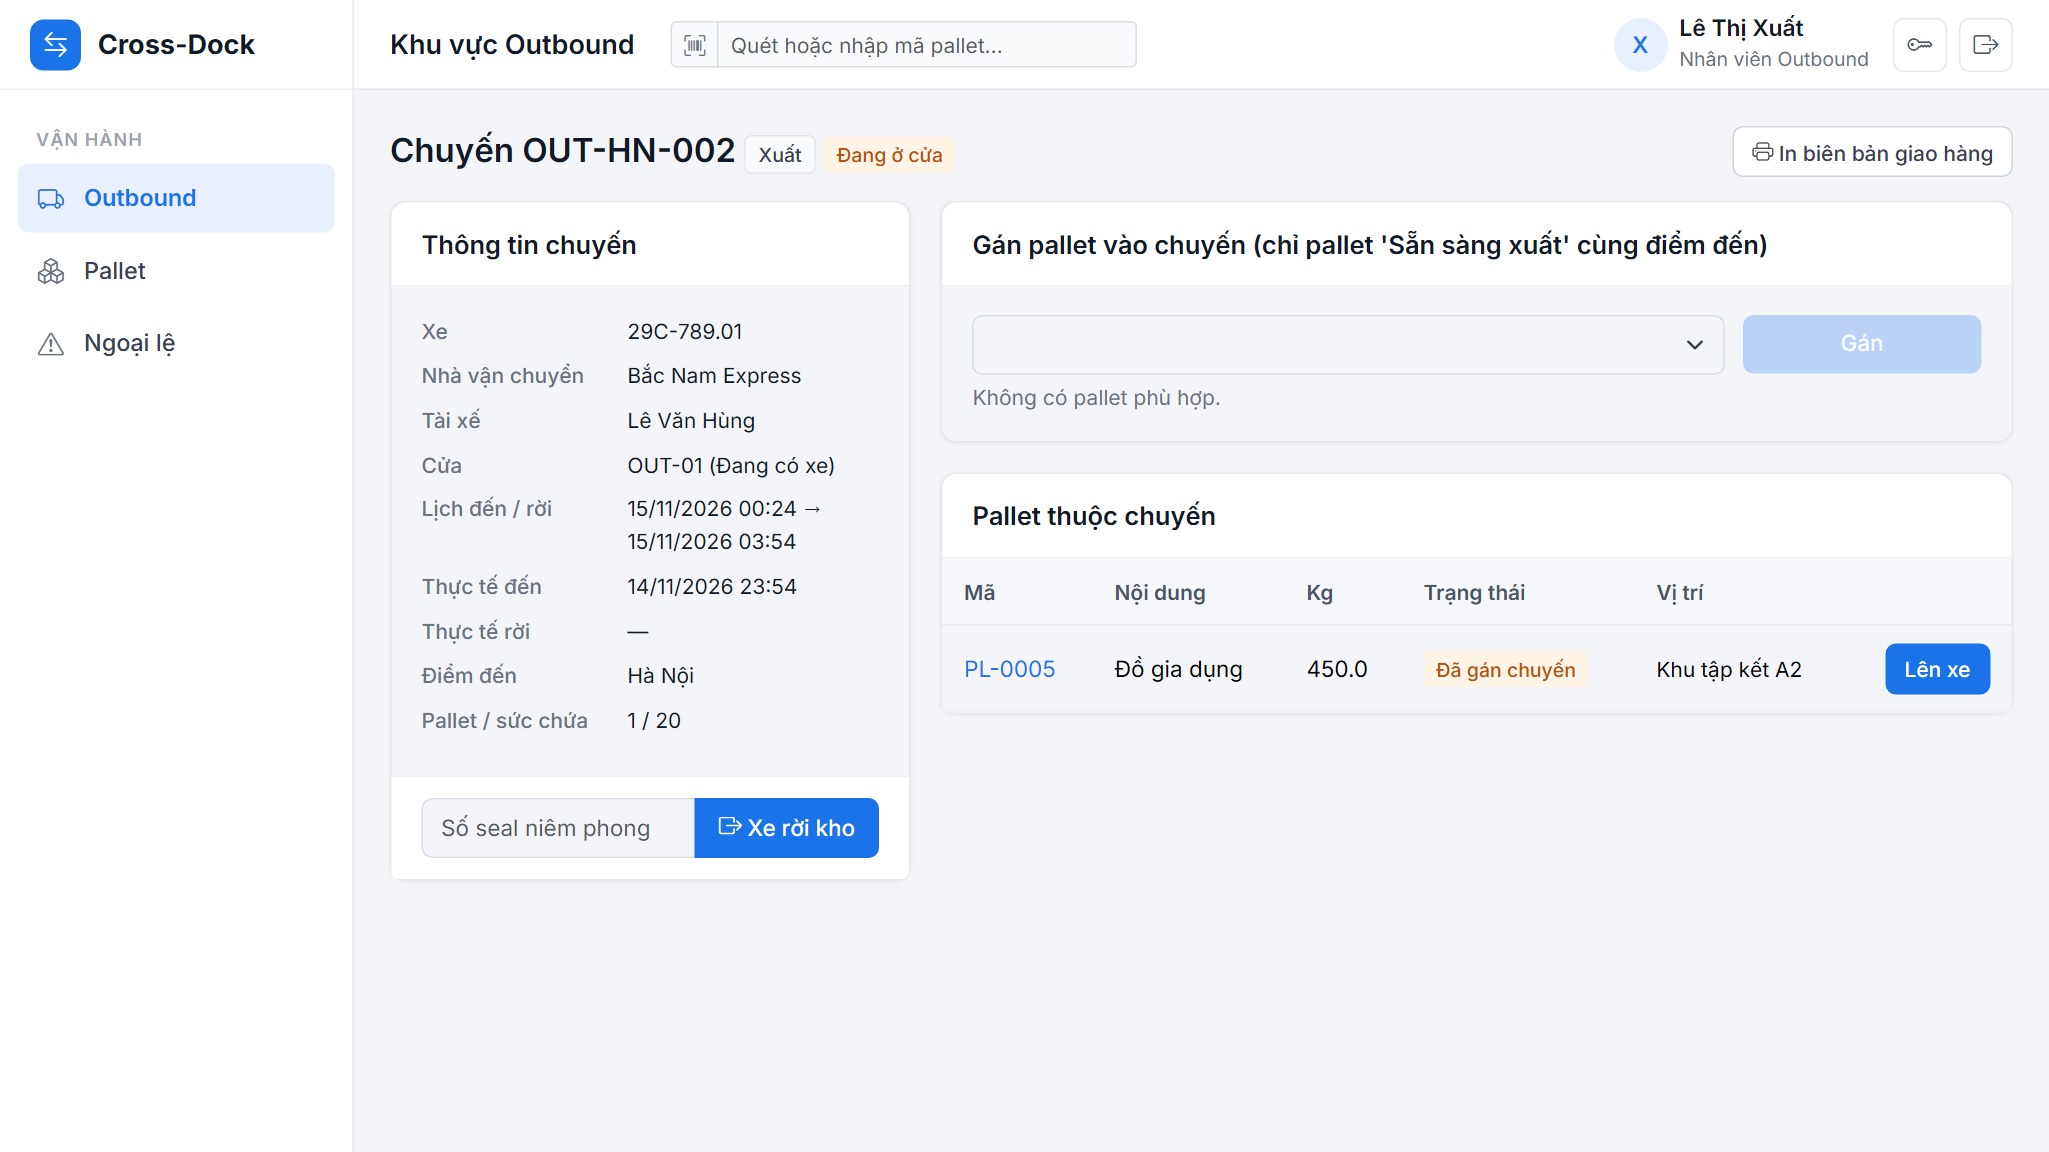 Cross-Dock
Khu vực Outbound
Quét hoặc nhập mã pallet...
X
Lê Thị Xuất
Nhân viên Outbound
VẬN HÀNH
Outbound
Pallet
Ngoại lệ
Chuyến OUT-HN-002
Xuất
Đang ở cửa
In biên bản giao hàng
Thông tin chuyến
Xe 29C-789.01
Nhà vận chuyển Bắc Nam Express
Tài xế Lê Văn Hùng
Cửa OUT-01 (Đang có xe)
Lịch đến / rời 15/11/2026 00:24 →
15/11/2026 03:54
Thực tế đến 14/11/2026 23:54
Thực tế rời —
Điểm đến Hà Nội
Pallet / sức chứa 1 / 20
Số seal niêm phong
Xe rời kho
Gán pallet vào chuyến (chỉ pallet 'Sẵn sàng xuất' cùng điểm đến)
Gán
Không có pallet phù hợp.
Pallet thuộc chuyến
Mã Nội dung Kg Trạng thái Vị trí
PL-0005 Đồ gia dụng 450.0 Đã gán chuyến Khu tập kết A2 Lên xe